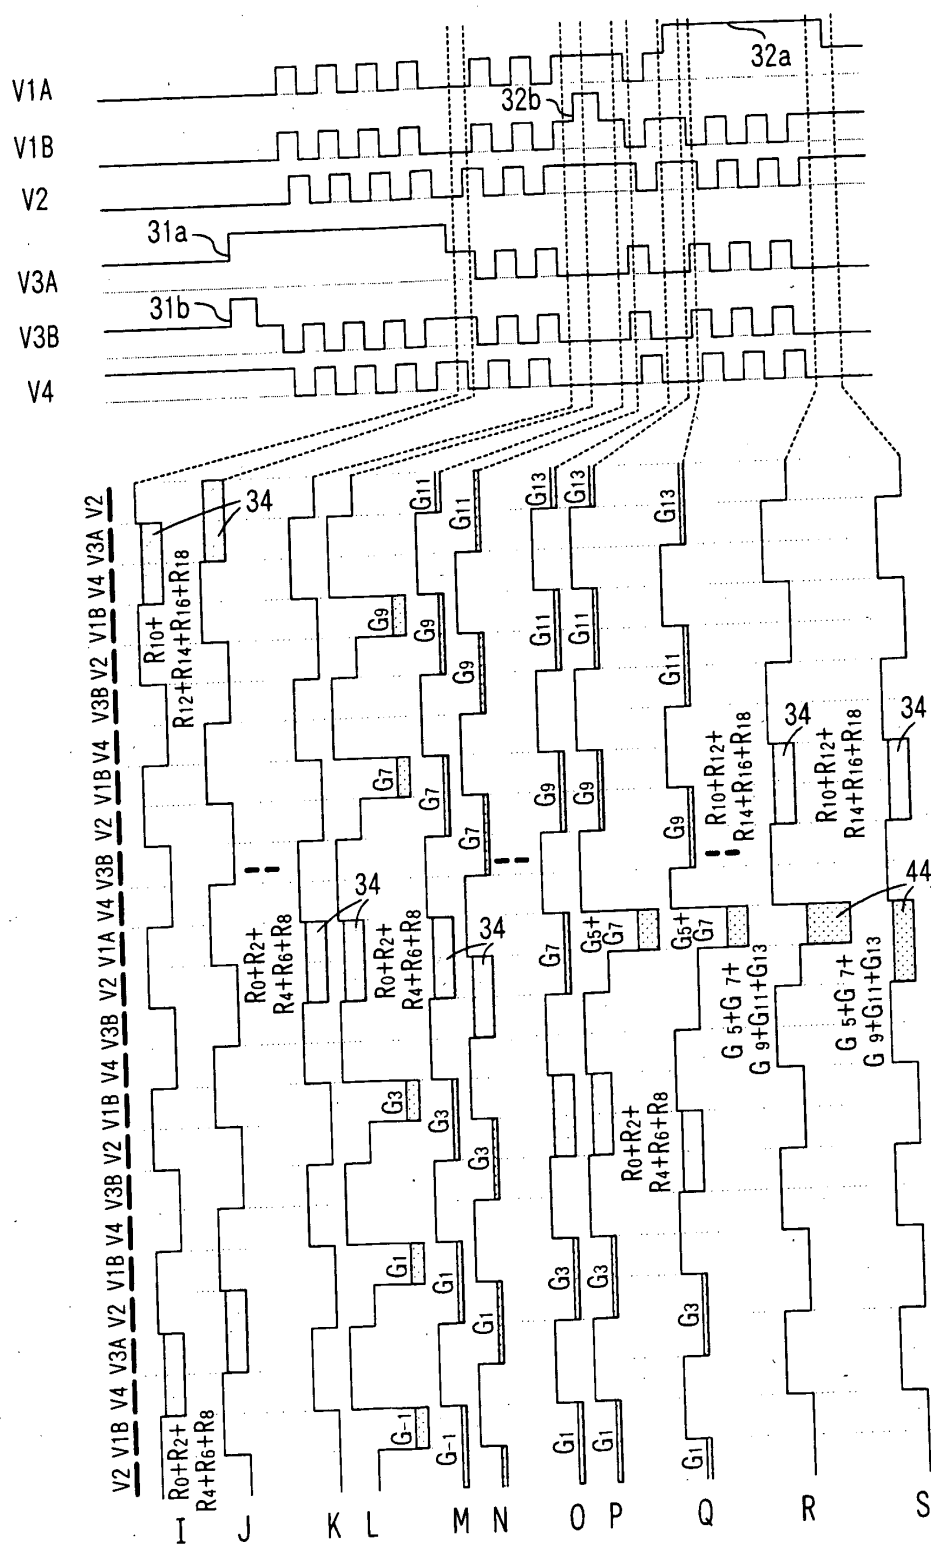 V1A
32a
32b
V1B
V2
31a
V3A
31b
V3B
V4
V2 V1B V4 V3A V2 V1B V4 V3B V2 V1B V4 V3B V2 V1A V4 V3B V2 V1B V4 V3B V2 V1B V4 V3A V2
I
R0+R2+
R4+R6+R8
R10+
R12+R14+R16+R18
34
J
K
R0+R2+
R4+R6+R8
34
L
G-1 G1 G3 G7 G9
M
G-1 G1 G3
R0+R2+
R4+R6+R8
G7 G9 G11
N
G1 G3
34
G7 G9 G11
O
G1 G3 G7 G9 G11 G13
P
G1 G3
G5+
G7
G9 G11 G13
Q
G1 G3
R0+R2+
R4+R6+R8
G5+
G7
G9 G11 G13
R
G5+G7+
G9+G11+G13
R10+R12+
R14+R16+R18
34
S
G5+G7+
G9+G11+G13
44
R10+R12+
R14+R16+R18
34